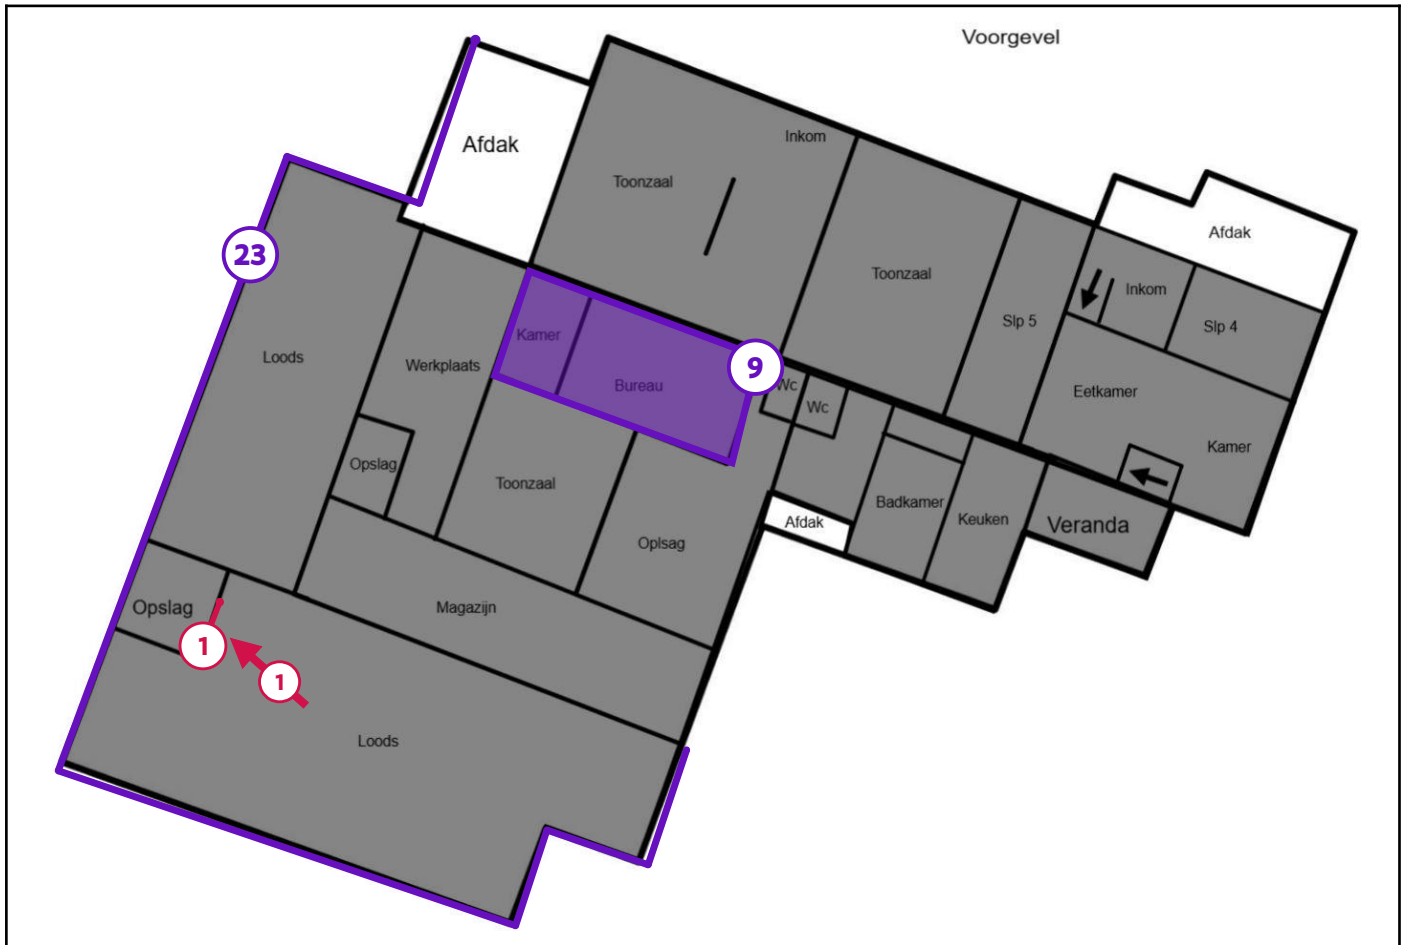 Voorgevel
Afdak
Inkom
Toonzaal
Afdak
23
Toonzaal
Inkom
Slp 5
Slp 4
Kamer
Loods
Werkplaats
Bureau
9
Wc
Wc
Eetkamer
Kamer
Opslag
Toonzaal
Badkamer
Keuken
Veranda
Afdak
Oplsag
Opslag
Magazijn
1
1
Loods